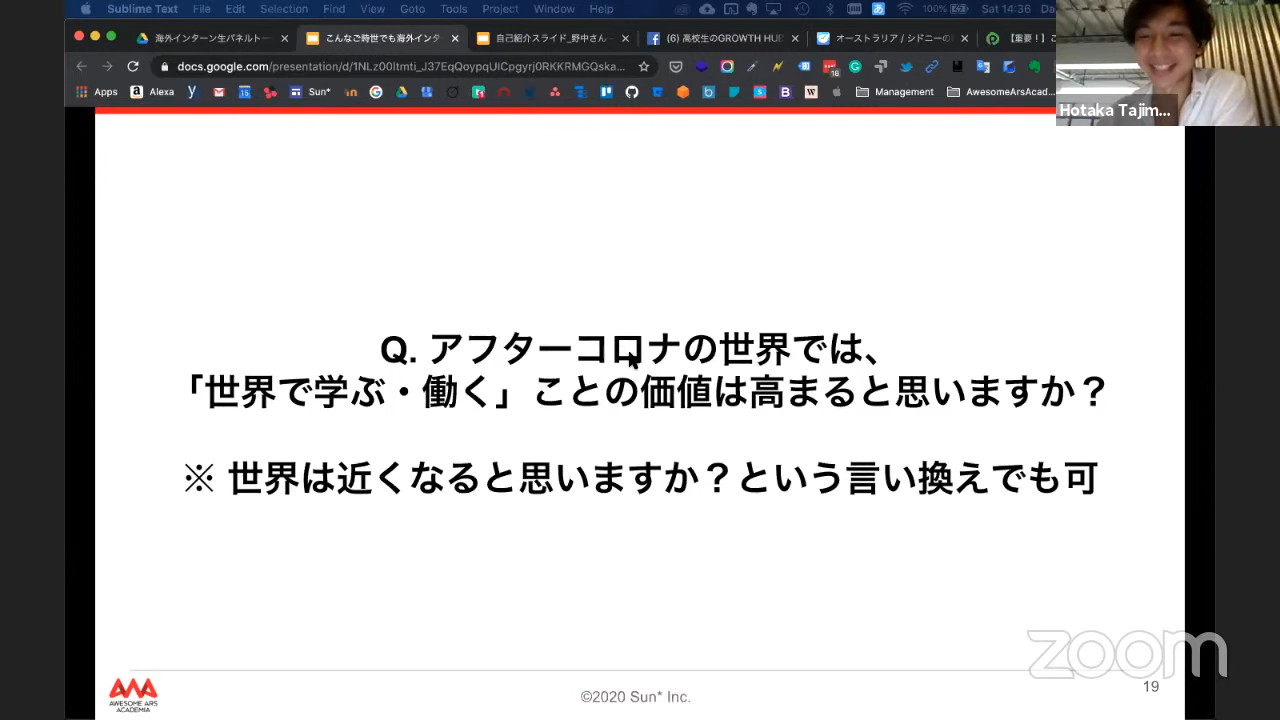 Sublime Text File Edit Selection Find View Goto Tools Project Window Help 100% Sat 14:36 Da
海外インターン生パネルトー
こんなご時世でも海外インタ
自己紹介スライド_野中さん
(6) 高校生のGROWTH HUB
オーストラリア / シドニーの
【重要！】こ
docs.google.com/presentation/d/1NLz00ltmti_J37EqQoypqUICpgyrj0RKKRMGQska...
18
Apps Alexa Sun* Management AwesomeArsAcad...
Hotaka Tajim...
Q. アフターコロナの世界では、
「世界で学ぶ・働く」ことの価値は高まると思いますか？
※ 世界は近くなると思いますか？という言い換えでも可
zoom
AWESOME ARS
ACADEMIA
©2020 Sun* Inc.
19